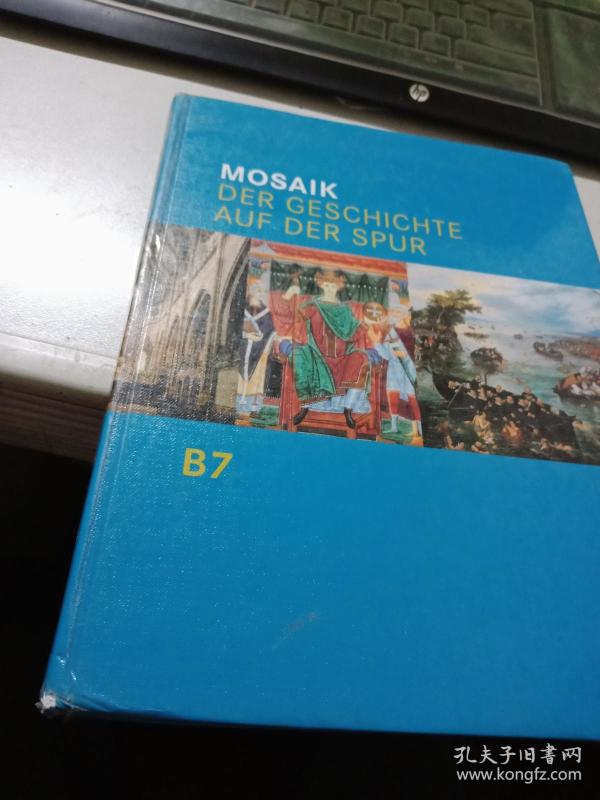 hp
MOSAIK
DER GESCHICHTE
AUF DER SPUR
B7
孔夫子旧书网
www.kongfz.com